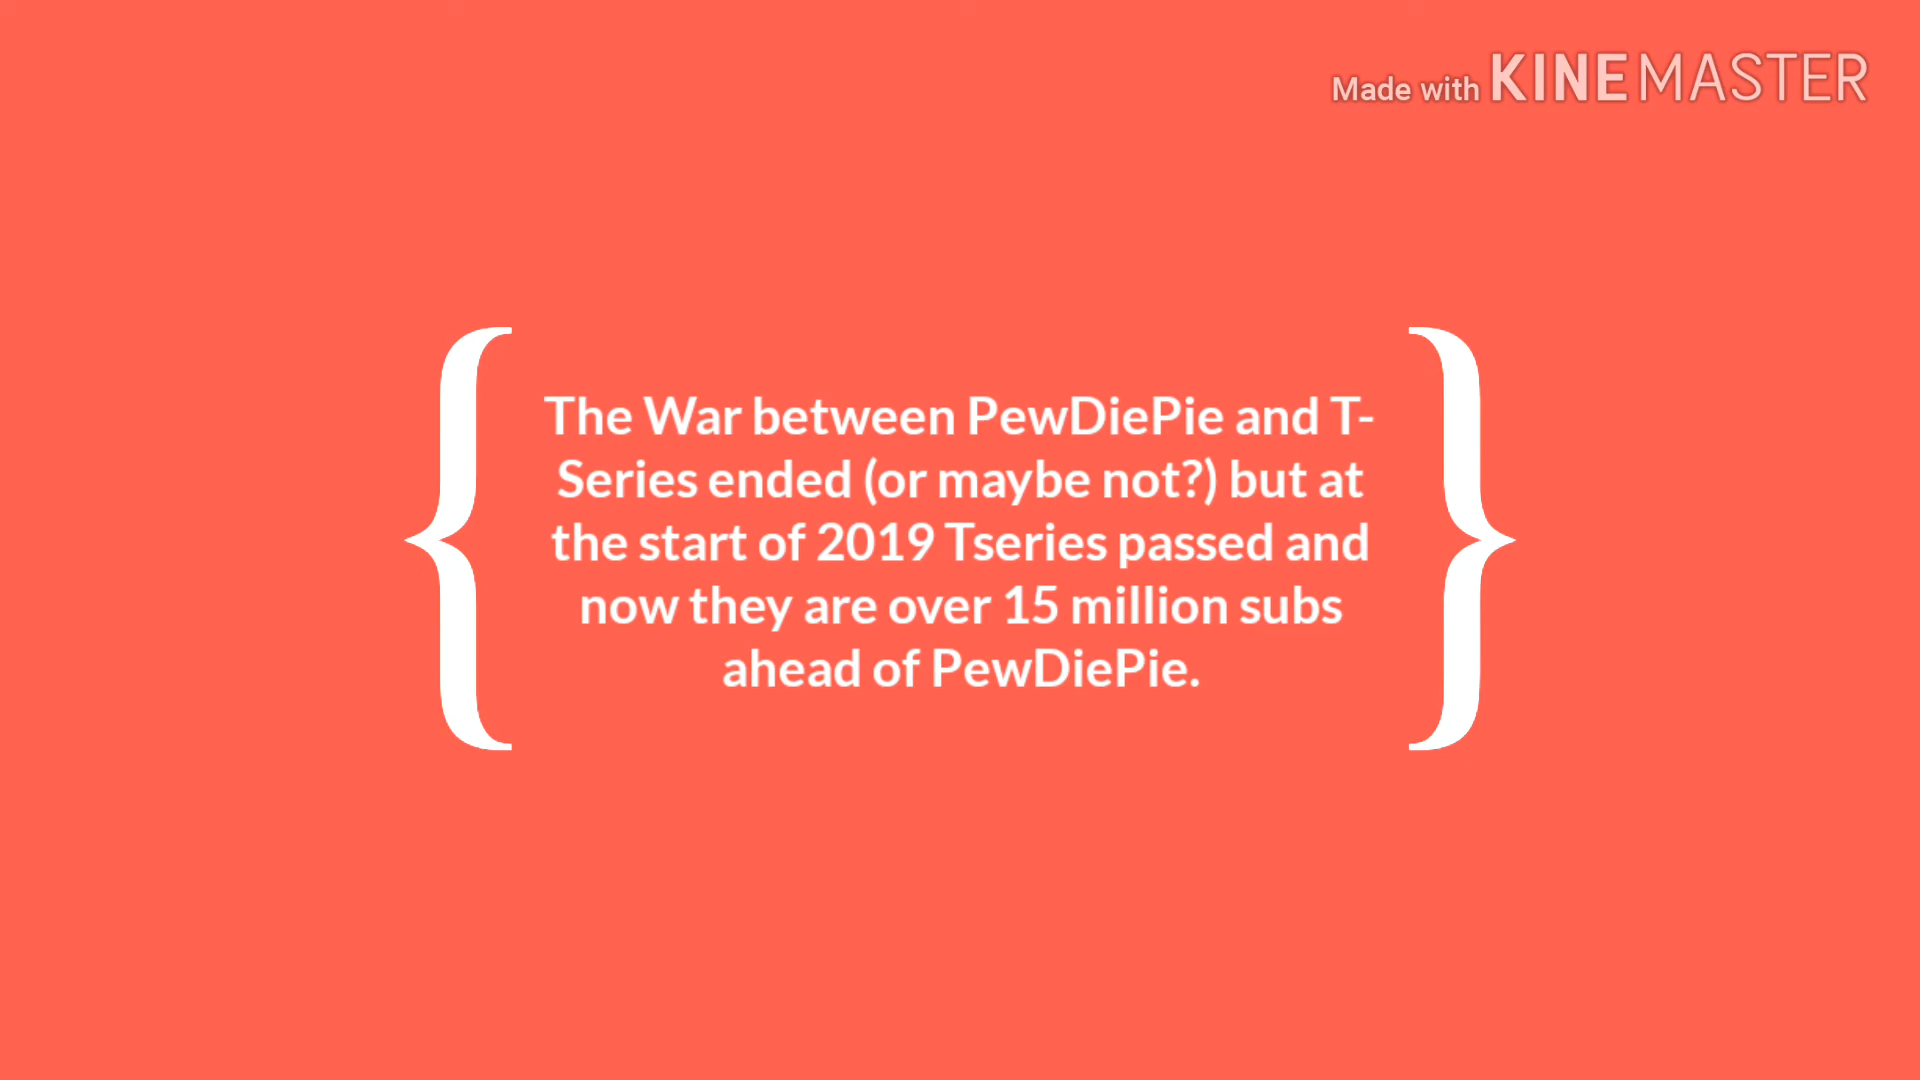 Made with KINEMASTER
The War between PewDiePie and T-
Series ended (or maybe not?) but at
the start of 2019 Tseries passed and
now they are over 15 million subs
ahead of PewDiePie.